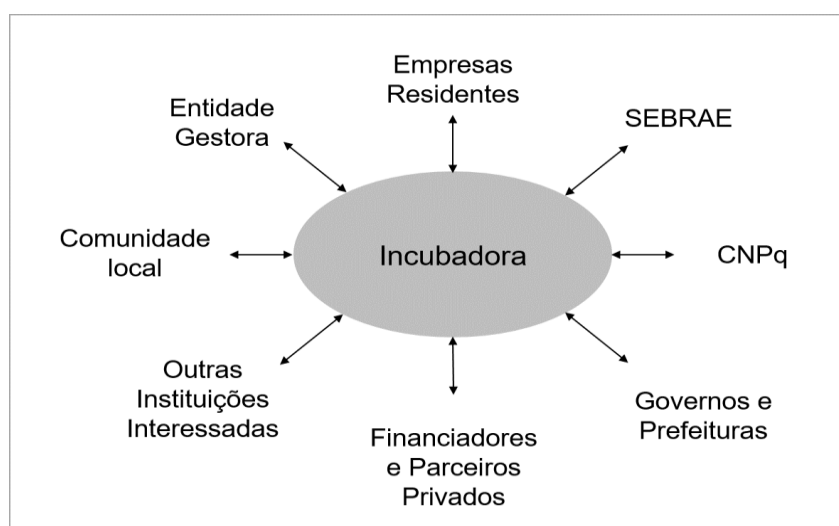 Empresas
Residentes
Entidade
Gestora
SEBRAE
Comunidade
local
Incubadora
CNPq
Outras
Instituições
Interessadas
Financiadores
e Parceiros
Privados
Governos e
Prefeituras